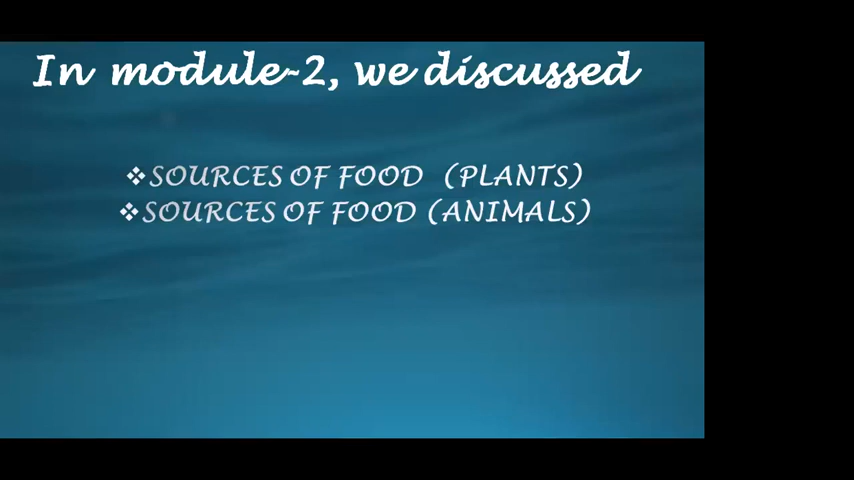 In module-2, we discussed
❖SOURCES OF FOOD (PLANTS)
❖SOURCES OF FOOD (ANIMALS)